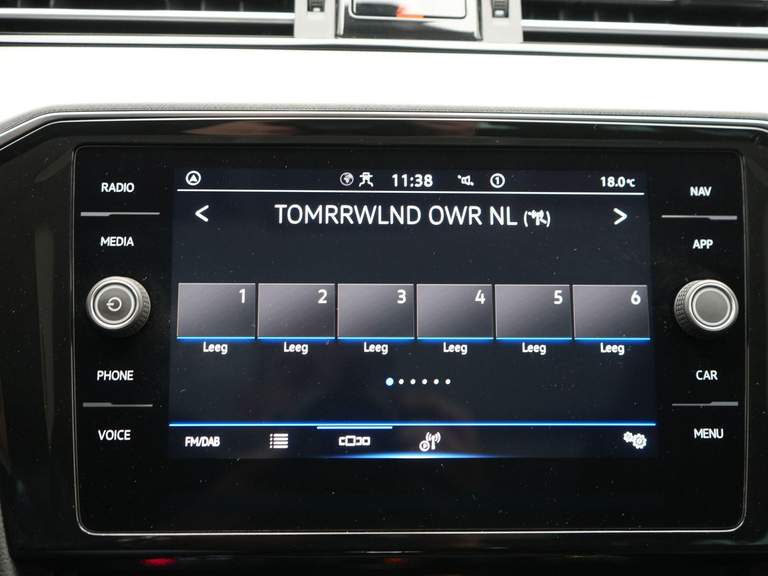 RADIO
MEDIA
PHONE
VOICE
11:38 1 18.0°C
< TOMRRWLND OWR NL >
1 2 3 4 5 6
Leeg Leeg Leeg Leeg Leeg Leeg
FM/DAB
NAV
APP
CAR
MENU